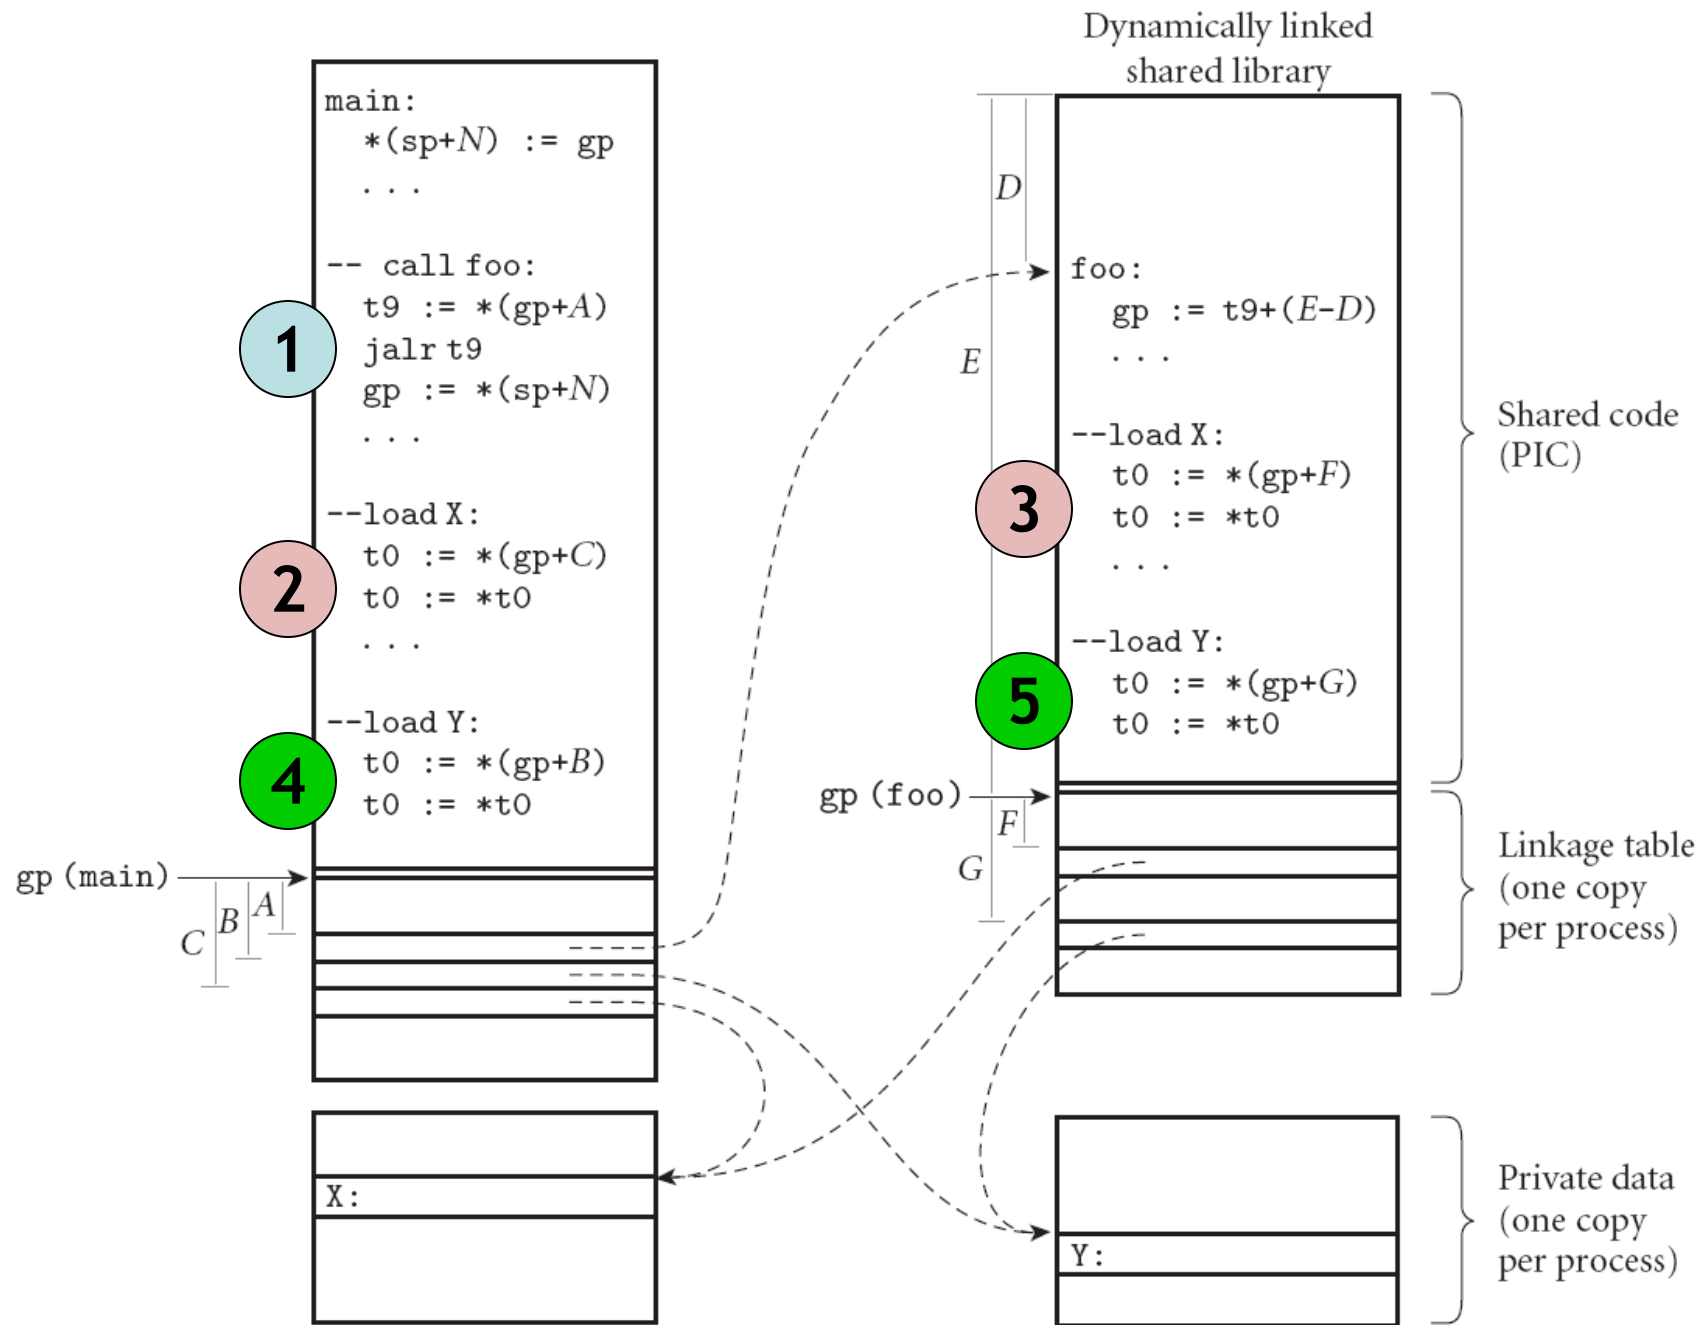 Dynamically linked
shared library
main:
*(sp+N) := gp
...
-- call foo:
t9 := *(gp+A)
jalr t9
gp := *(sp+N)
...
--load X:
t0 := *(gp+C)
t0 := *t0
...
--load Y:
t0 := *(gp+B)
t0 := *t0
1
2
4
gp (main)
A
B
C
X:
D
E
foo:
gp := t9+(E-D)
...
--load X:
t0 := *(gp+F)
t0 := *t0
...
--load Y:
t0 := *(gp+G)
t0 := *t0
3
5
gp (foo)
F
G
Y:
Shared code
(PIC)
Linkage table
(one copy
per process)
Private data
(one copy
per process)